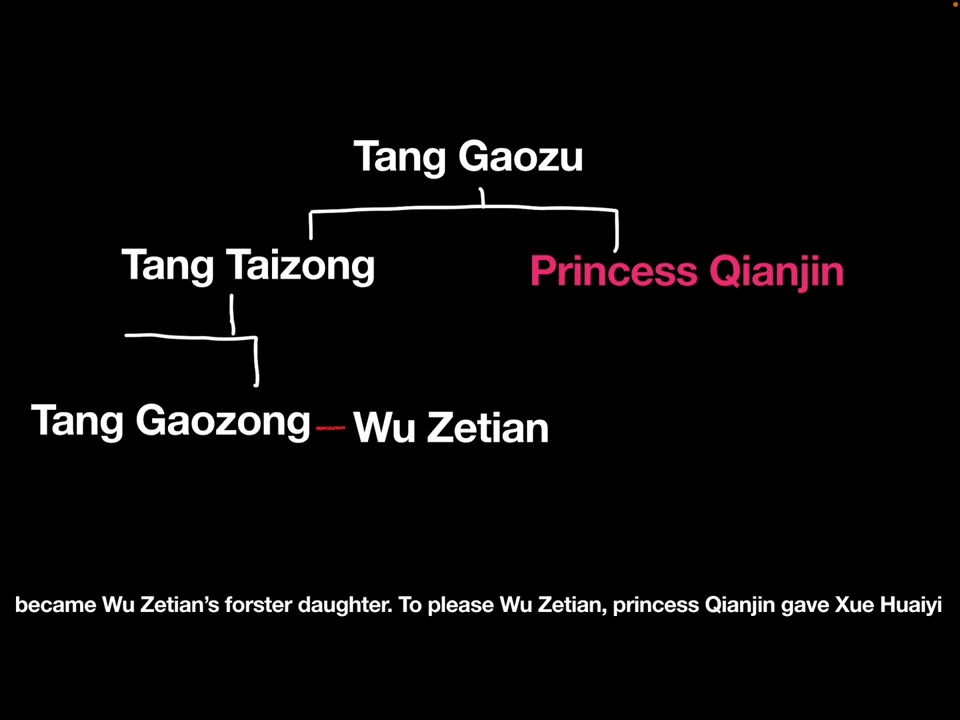 Tang Gaozu
Tang Taizong
Princess Qianjin
Tang Gaozong
Wu Zetian
became Wu Zetian’s forster daughter. To please Wu Zetian, princess Qianjin gave Xue Huaiyi